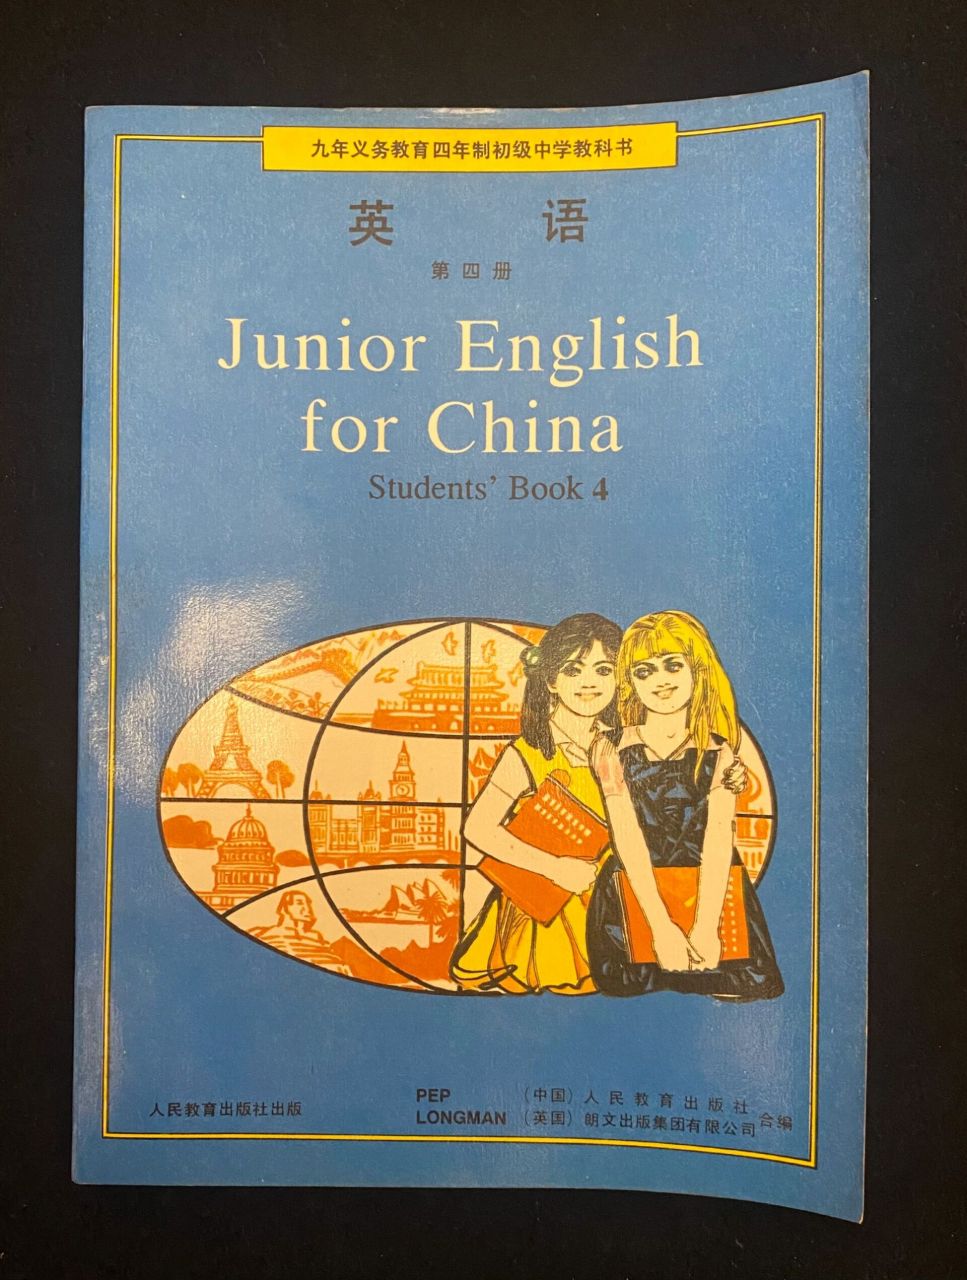 九年义务教育四年制初级中学教科书
英 语
第四册
Junior English
for China
Students’ Book 4
人民教育出版社出版
PEP （中国）人民教育出版社
LONGMAN （英国）朗文出版集团有限公司 合编